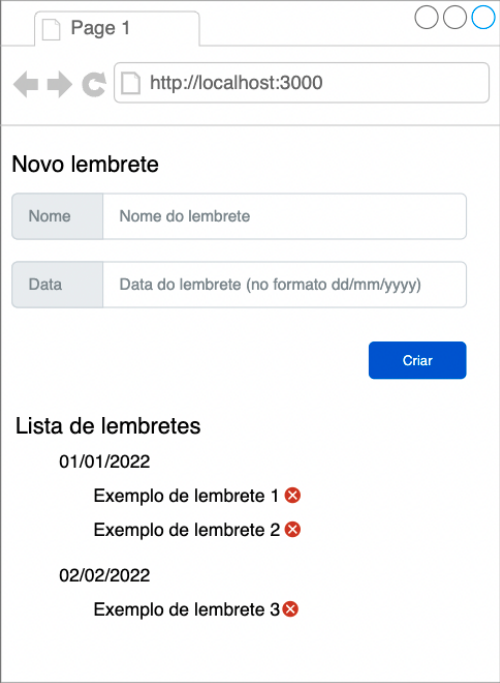 Page 1
http://localhost:3000
Novo lembrete
Nome Nome do lembrete
Data Data do lembrete (no formato dd/mm/yyyy)
Criar
Lista de lembretes
01/01/2022
Exemplo de lembrete 1
Exemplo de lembrete 2
02/02/2022
Exemplo de lembrete 3